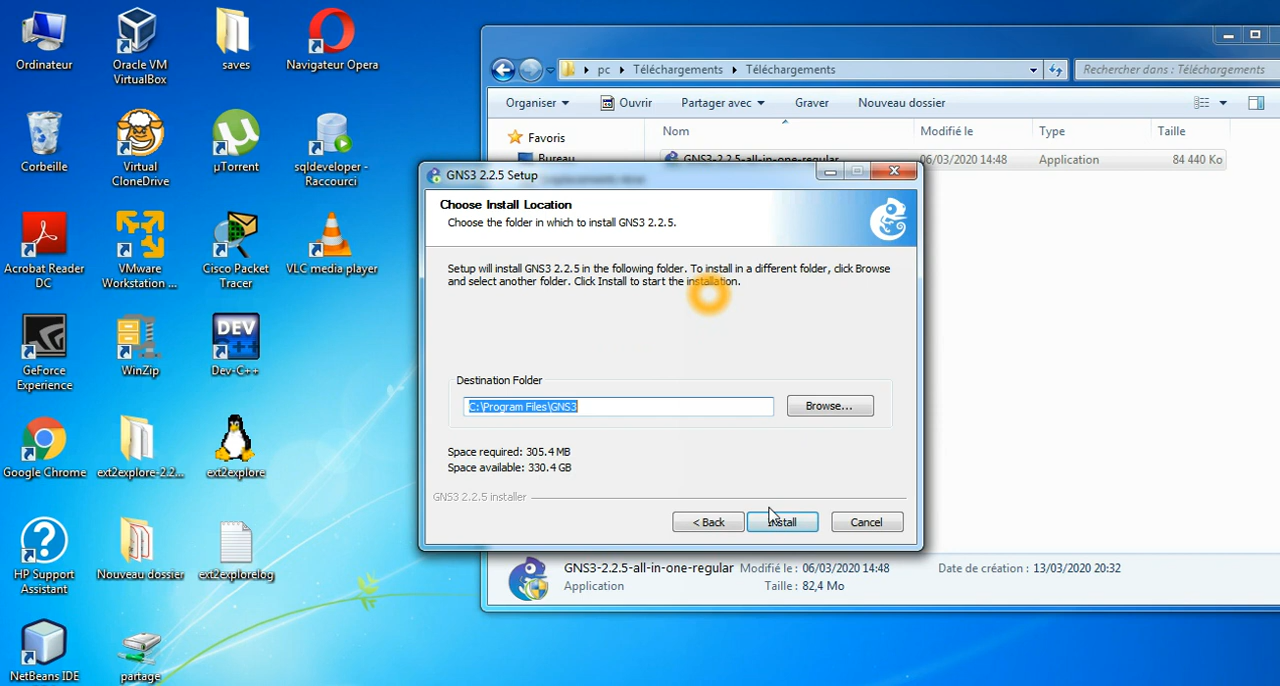 Ordinateur
Oracle VM
VirtualBox
saves
Navigateur Opera
Corbeille
Virtual
CloneDrive
µTorrent
sqldeveloper -
Raccourci
Acrobat Reader
DC
VMware
Workstation ...
Cisco Packet
Tracer
VLC media player
GeForce
Experience
WinZip
DEV
C++
Dev-C++
Google Chrome
ext2explore-2.2...
ext2explore
HP Support
Assistant
Nouveau dossier
ext2explorelog
NetBeans IDE
partage
pc
Téléchargements
Téléchargements
Rechercher dans : Téléchargements
Organiser
Ouvrir
Partager avec
Graver
Nouveau dossier
Favoris
Bureau
Nom
Modifié le
Type
Taille
GNS3-2.2.5-all-in-one-regular
06/03/2020 14:48
Application
84 440 Ko
GNS3 2.2.5 Setup
Choose Install Location
Choose the folder in which to install GNS3 2.2.5.
Setup will install GNS3 2.2.5 in the following folder. To install in a different folder, click Browse
and select another folder. Click Install to start the installation.
Destination Folder
C:\Program Files\GNS3
Browse...
Space required: 305.4 MB
Space available: 330.4 GB
GNS3 2.2.5 installer
< Back
Install
Cancel
GNS3-2.2.5-all-in-one-regular Modifié le : 06/03/2020 14:48 Date de création : 13/03/2020 20:32
Application Taille : 82,4 Mo